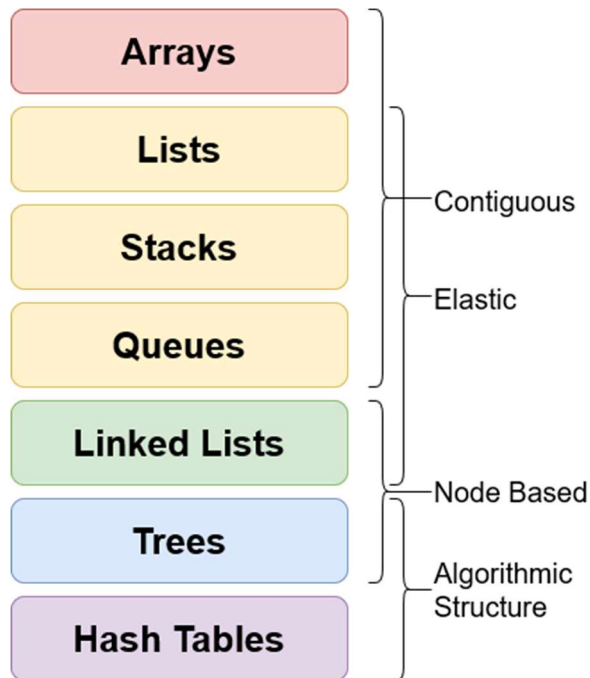 Arrays
Lists
Stacks
Queues
Linked Lists
Trees
Hash Tables
Contiguous
Elastic
Node Based
Algorithmic
Structure